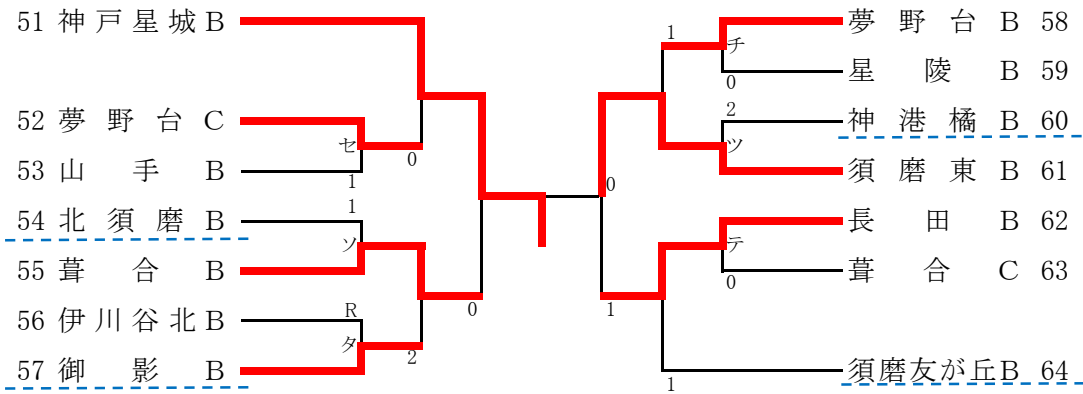 51 神戸星城 B
52 夢野台 C
セ
0
53 山手 B
1
54 北須磨 B
1
ソ
55 葺合 B
0
56 伊川谷北 B
R
タ
2
57 御影 B
1
夢野台 B 58
チ
0
星陵 B 59
2
神港橘 B 60
ツ
須磨東 B 61
0
長田 B 62
テ
0
葺合 C 63
1
1
須磨友が丘 B 64